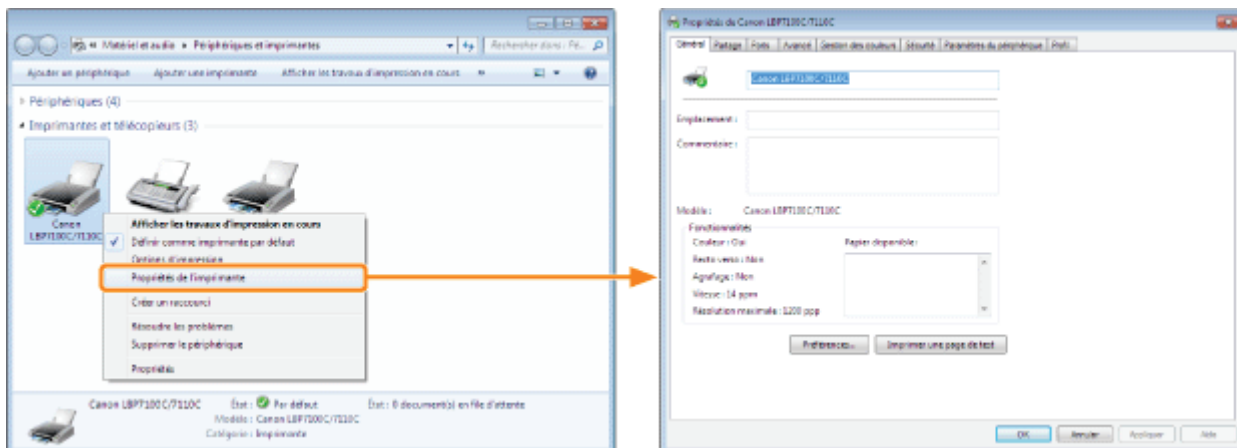 « Matériel et audio ▸ Périphériques et imprimantes
Rechercher dans : Pé...
Ajouter un périphérique Ajouter une imprimante Afficher les travaux d'impression en cours »
Périphériques (4)
Imprimantes et télécopieurs (3)
Canon
LBP7100C/7110C
Afficher les travaux d'impression en cours
Définir comme imprimante par défaut
Options d'impression
Propriétés de l'imprimante
Créer un raccourci
Résoudre les problèmes
Supprimer le périphérique
Propriétés
Canon LBP7100C/7110C État : Par défaut État : 0 document(s) en file d'attente
Modèle : Canon LBP7100C/7110C
Catégorie : Imprimante
Propriétés de Canon LBP7100C/7110C
Général Partage Ports Avancé Gestion des couleurs Sécurité Paramètres du périphérique Profil
Canon LBP7100C/7110C
Emplacement :
Commentaire :
Modèle : Canon LBP7100C/7110C
Fonctionnalités
Couleur : Oui Papier disponible :
Recto verso : Non
Agrafage : Non
Vitesse : 14 ppm
Résolution maximale : 1200 ppp
Préférences... Imprimer une page de test
OK Annuler Appliquer Aide